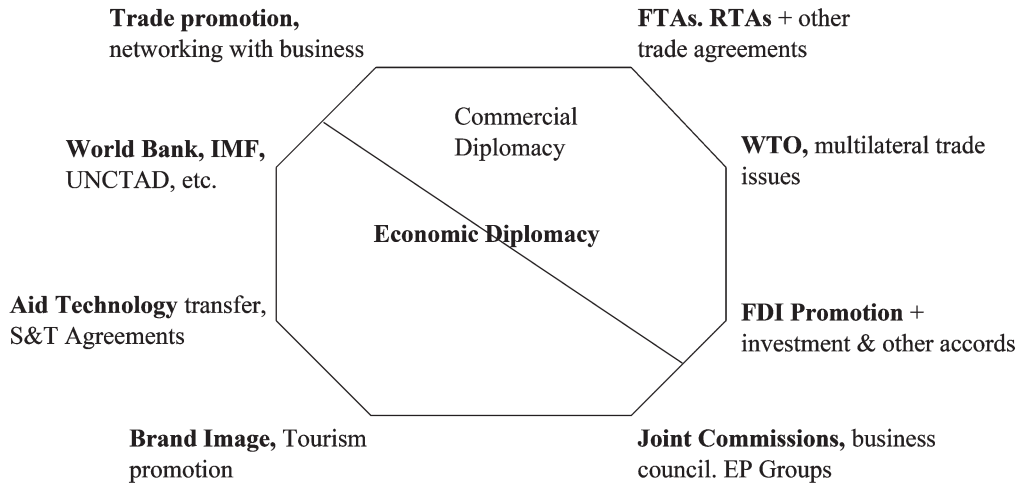 Trade promotion,
networking with business
FTAs. RTAs + other
trade agreements
Commercial
Diplomacy
World Bank, IMF,
UNCTAD, etc.
WTO, multilateral trade
issues
Economic Diplomacy
Aid Technology transfer,
S&T Agreements
FDI Promotion +
investment & other accords
Brand Image, Tourism
promotion
Joint Commissions, business
council. EP Groups